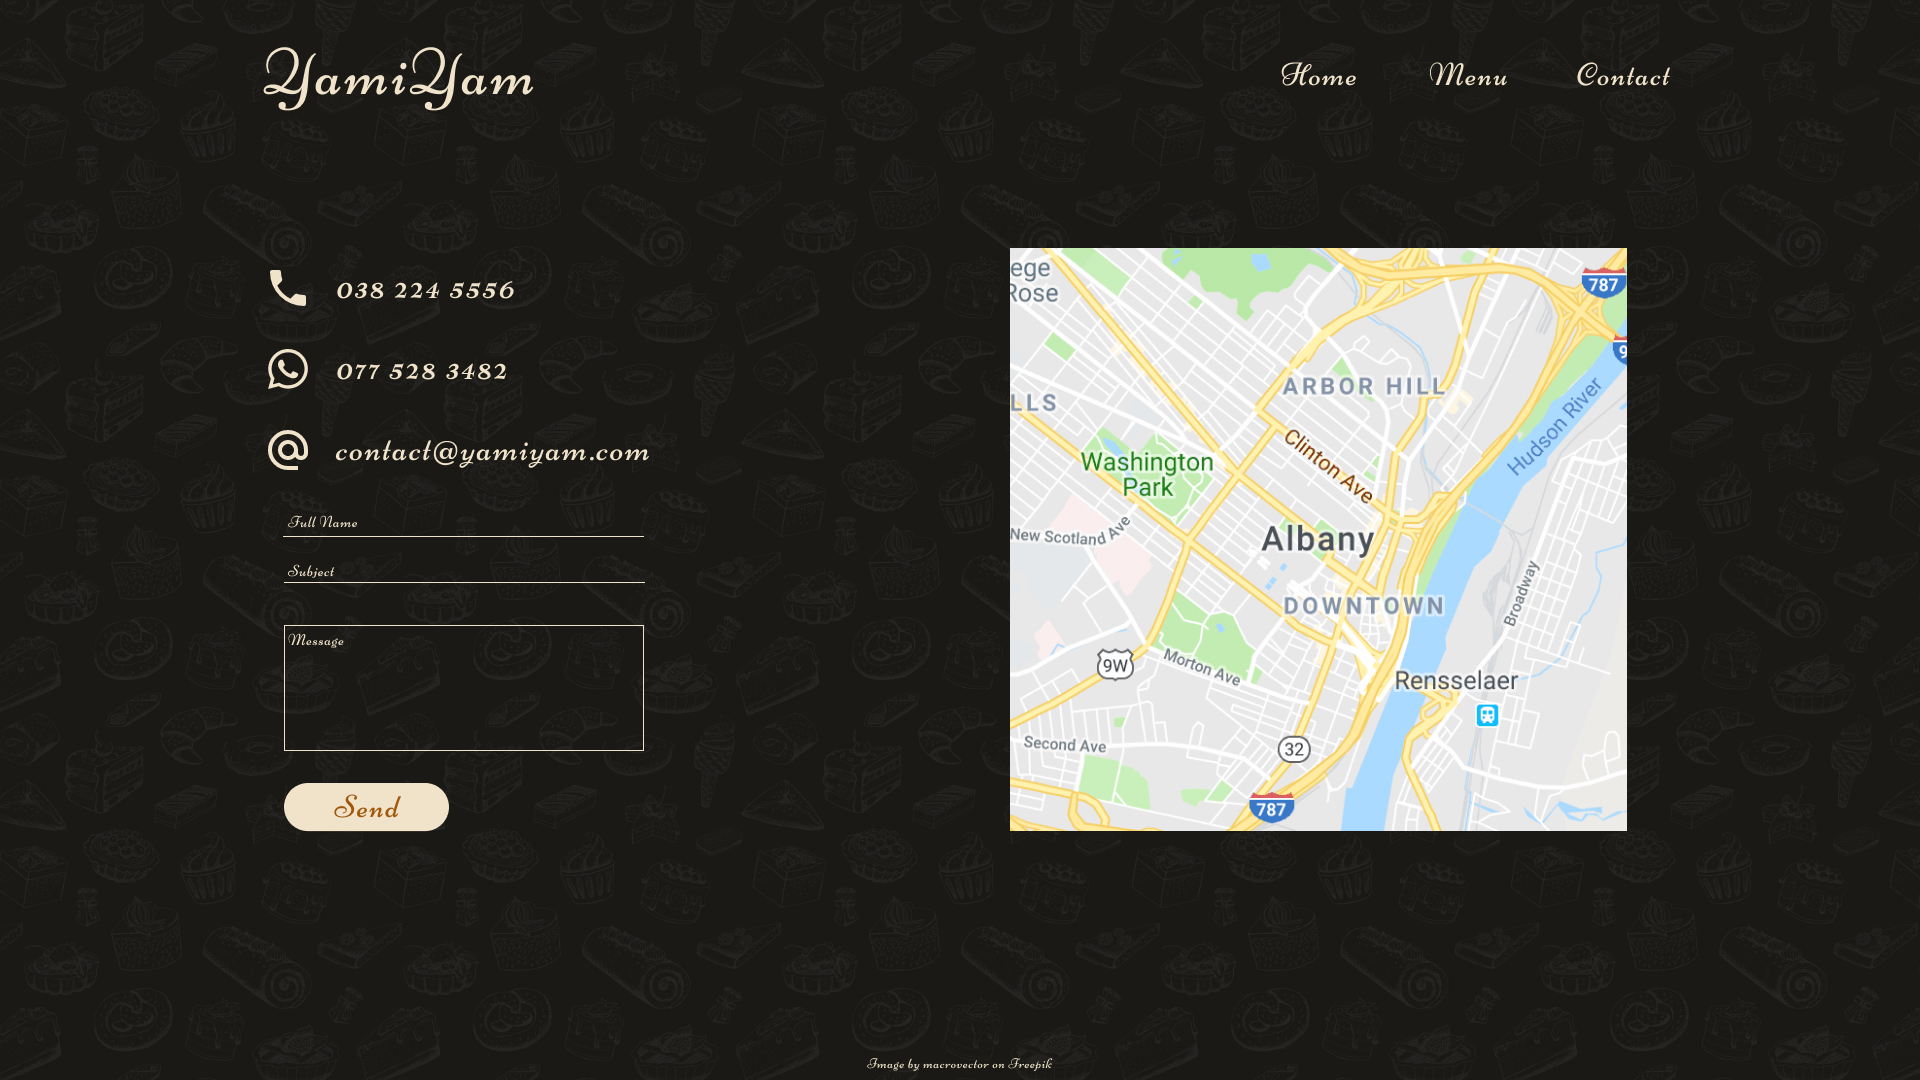 YamiYam
Home
Menu
Contact
038 224 5556
077 528 3482
contact@yamiyam.com
Full Name
Subject
Message
Send
ege
Rose
787
9
ARBOR HILL
LLS
Hudson River
Clinton Ave
Washington
Park
New Scotland Ave
Albany
DOWNTOWN
Broadway
9W
Morton Ave
Rensselaer
Second Ave
32
787
Image by macrovector on Freepik